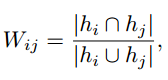 W_{ij} = \frac{|h_i \cap h_j|}{|h_i \cup h_j|},